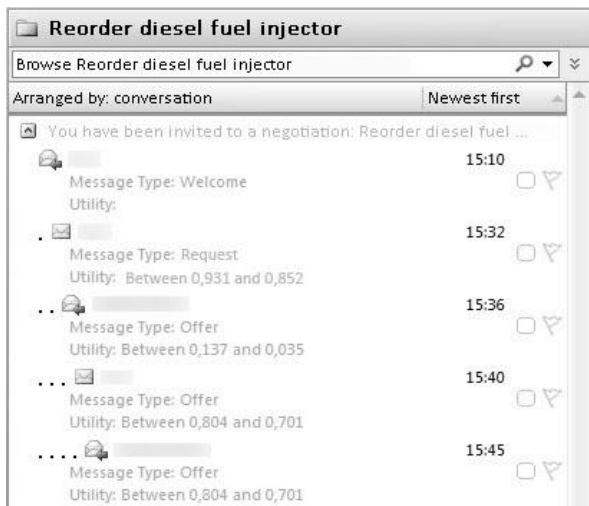 Reorder diesel fuel injector
Browse Reorder diesel fuel injector
Arranged by: conversation Newest first
You have been invited to a negotiation: Reorder diesel fuel ...
15:10
Message Type: Welcome
Utility:
. 15:32
Message Type: Request
Utility: Between 0,931 and 0,852
. . 15:36
Message Type: Offer
Utility: Between 0,137 and 0,035
. . . 15:40
Message Type: Offer
Utility: Between 0,804 and 0,701
. . . . 15:45
Message Type: Offer
Utility: Between 0,804 and 0,701